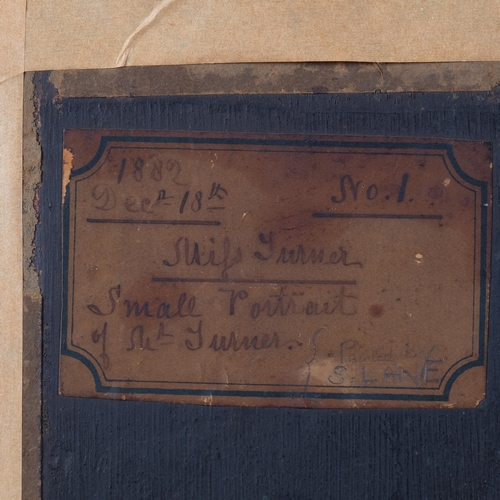 1882
Decr 18th
No. 1.
Miss Turner
Small Portrait
of Mr Turner.
Painted by
S. LANE